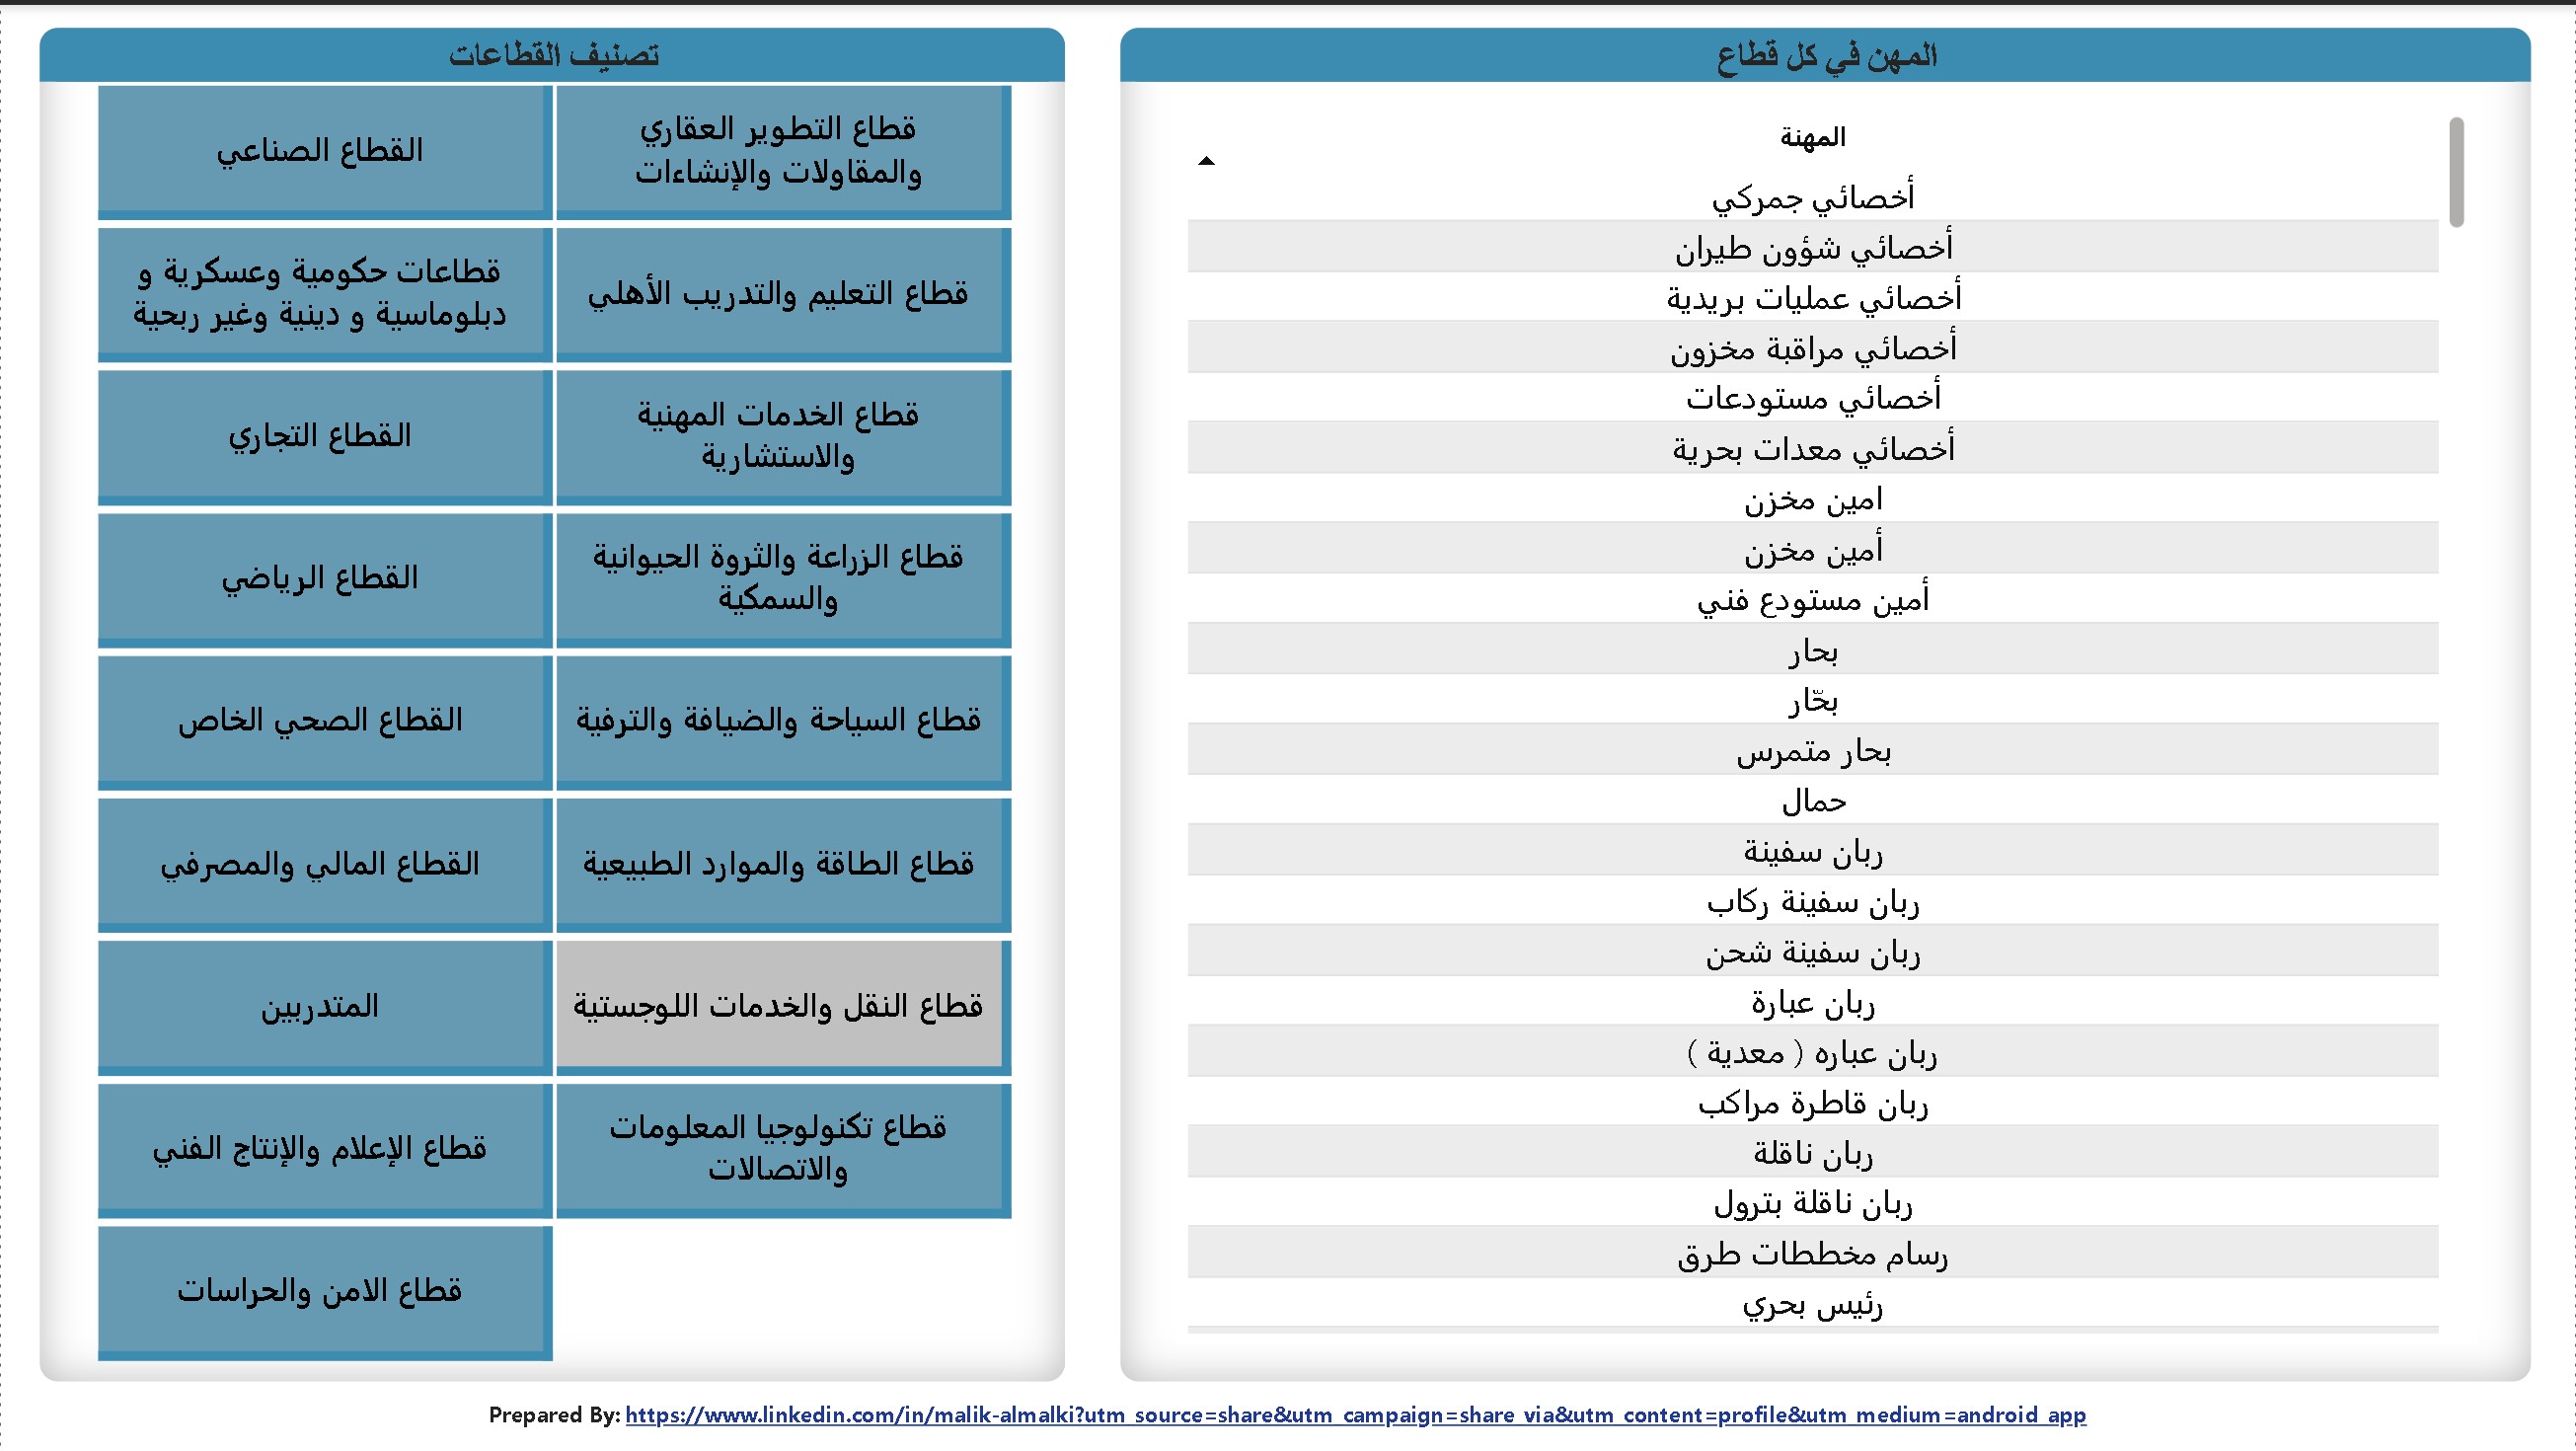 المهن في كل قطاع
المهنة
أخصائي جمركي
أخصائي شؤون طيران
أخصائي عمليات بريدية
أخصائي مراقبة مخزون
أخصائي مستودعات
أخصائي معدات بحرية
امين مخزن
أمين مخزن
أمين مستودع فني
بحار
بحّار
بحار متمرس
حمال
ربان سفينة
ربان سفينة ركاب
ربان سفينة شحن
ربان عبارة
ربان عباره ( معدية )
ربان قاطرة مراكب
ربان ناقلة
ربان ناقلة بترول
رسام مخططات طرق
رئيس بحري
تصنيف القطاعات
قطاع التطوير العقاري
والمقاولات والإنشاءات
القطاع الصناعي
قطاع التعليم والتدريب الأهلي
قطاعات حكومية وعسكرية و
دبلوماسية و دينية وغير ربحية
قطاع الخدمات المهنية
والاستشارية
القطاع التجاري
قطاع الزراعة والثروة الحيوانية
والسمكية
القطاع الرياضي
قطاع السياحة والضيافة والترفية
القطاع الصحي الخاص
قطاع الطاقة والموارد الطبيعية
القطاع المالي والمصرفي
قطاع النقل والخدمات اللوجستية
المتدربين
قطاع تكنولوجيا المعلومات
والاتصالات
قطاع الإعلام والإنتاج الفني
قطاع الامن والحراسات
Prepared By: https://www.linkedin.com/in/malik-almalki?utm_source=share&utm_campaign=share_via&utm_content=profile&utm_medium=android_app